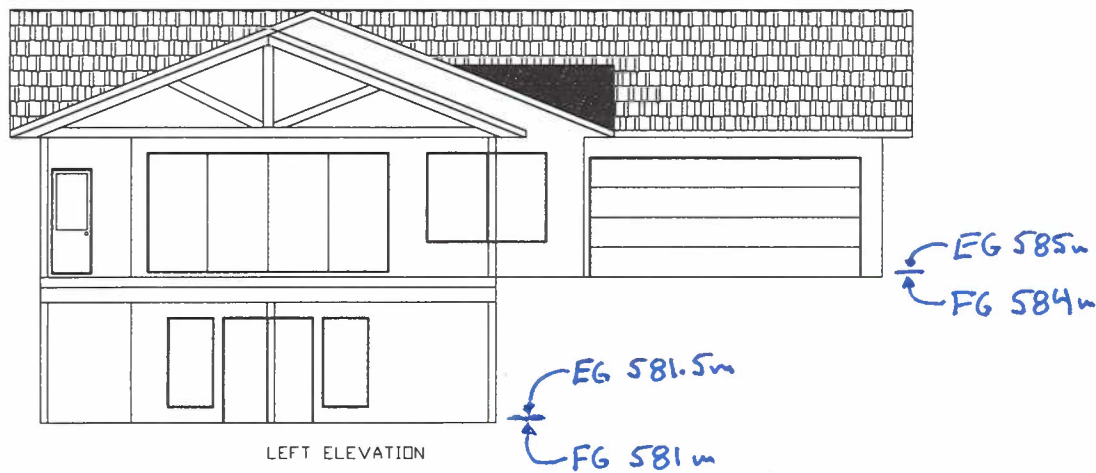 EG 585m
FG 584m
EG 581.5m
FG 581m
LEFT ELEVATION